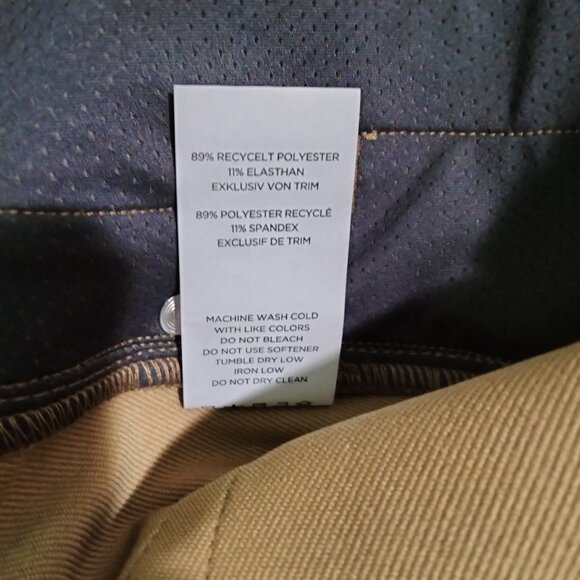 89% RECYCELT POLYESTER
11% ELASTHAN
EXKLUSIV VON TRIM
89% POLYESTER RECYCLÉ
11% SPANDEX
EXCLUSIF DE TRIM
MACHINE WASH COLD
WITH LIKE COLORS
DO NOT BLEACH
DO NOT USE SOFTENER
TUMBLE DRY LOW
IRON LOW
DO NOT DRY CLEAN